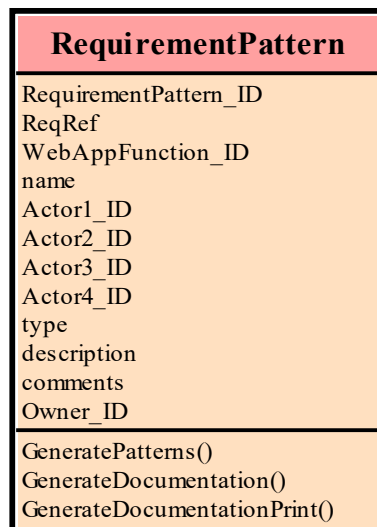 RequirementPattern
RequirementPattern_ID
ReqRef
WebAppFunction_ID
name
Actor1_ID
Actor2_ID
Actor3_ID
Actor4_ID
type
description
comments
Owner_ID
GeneratePatterns()
GenerateDocumentation()
GenerateDocumentationPrint()